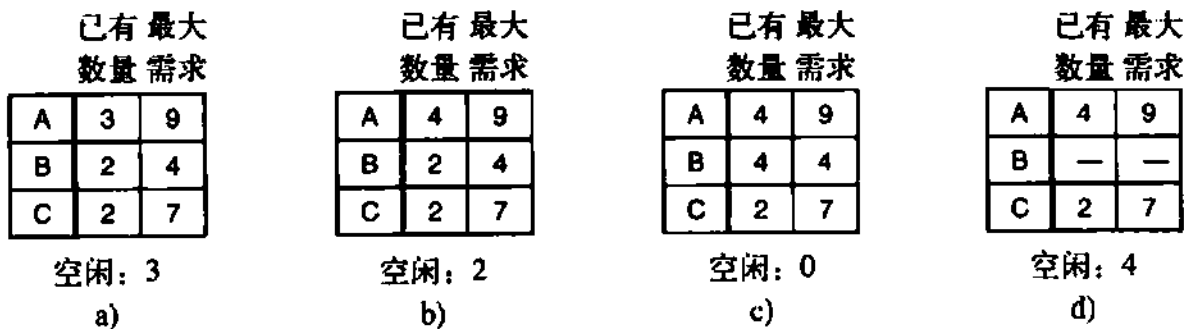 已有 最大 已有 最大 已有 最大 已有 最大
数量 需求 数量 需求 数量 需求 数量 需求
A 3 9 A 4 9 A 4 9 A 4 9
B 2 4 B 2 4 B 4 4 B — —
C 2 7 C 2 7 C 2 7 C 2 7
空闲：3 空闲：2 空闲：0 空闲：4
a) b) c) d)